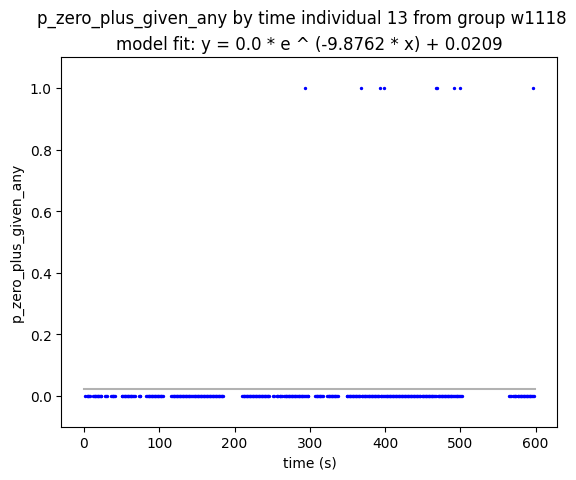 p_zero_plus_given_any by time individual 13 from group w1118
model fit: y = 0.0 * e ^ (-9.8762 * x) + 0.0209
1.0
0.8
0.6
0.4
0.2
0.0
p_zero_plus_given_any
0 100 200 300 400 500 600
time (s)